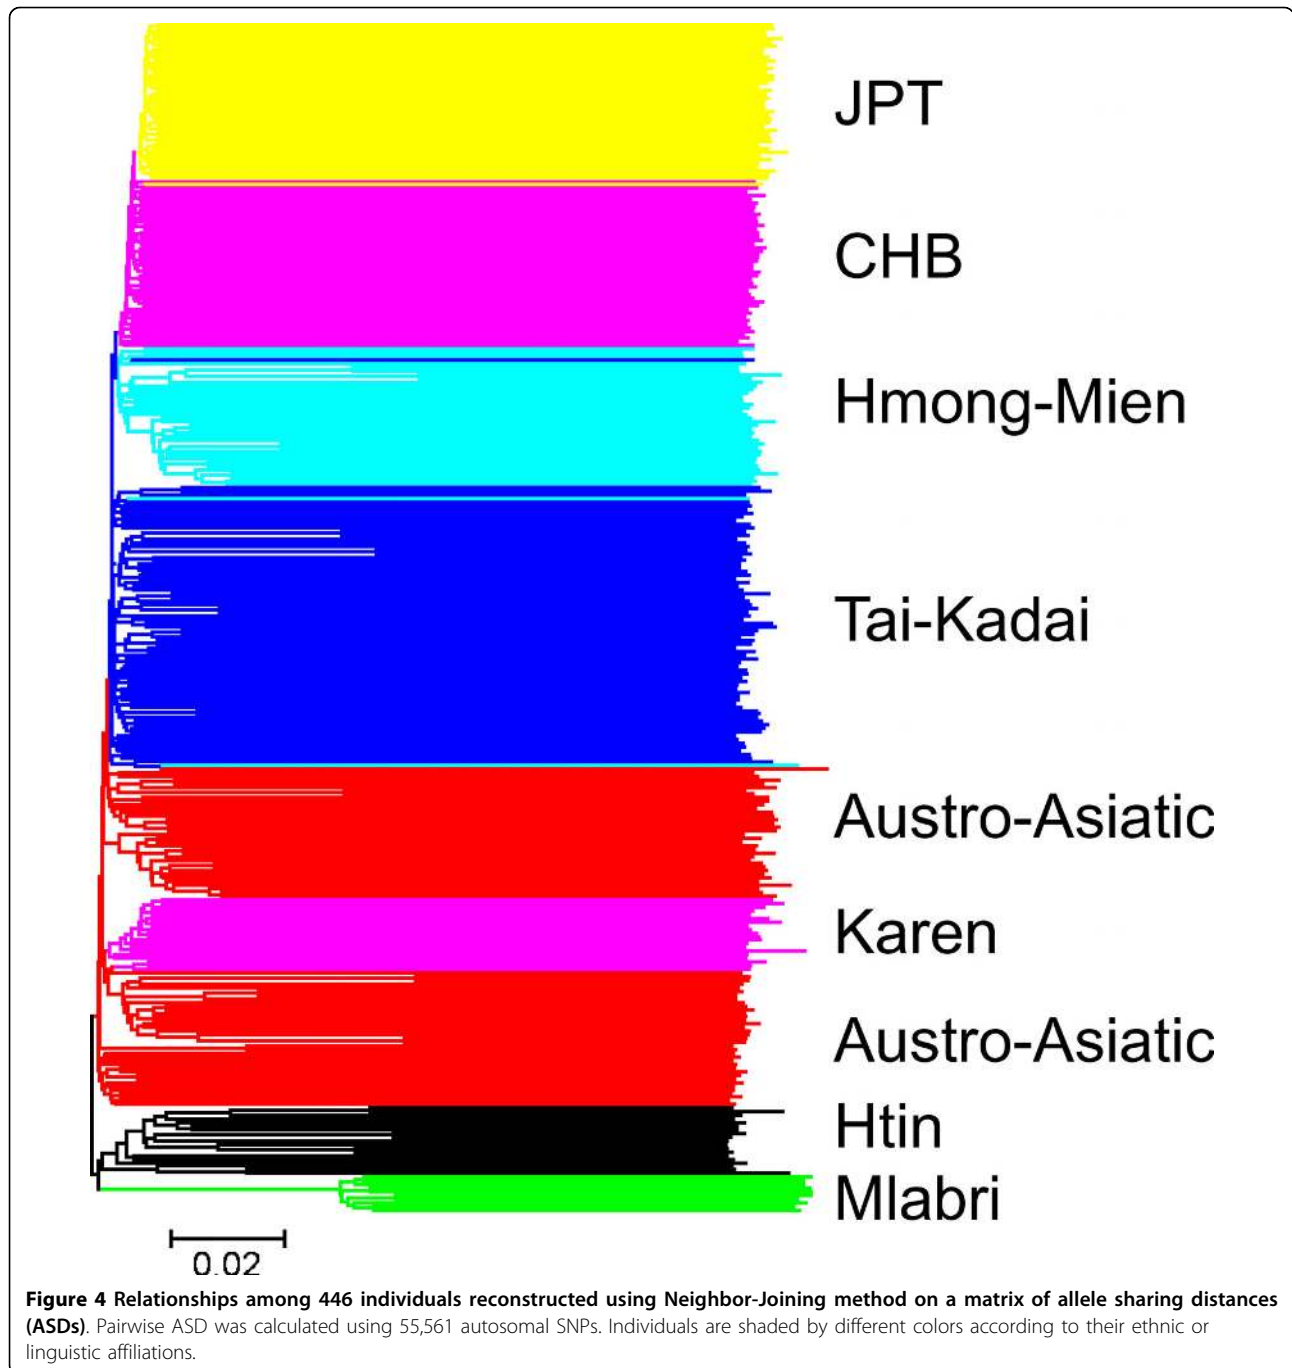 JPT
CHB
Hmong-Mien
Tai-Kadai
Austro-Asiatic
Karen
Austro-Asiatic
Htin
Mlabri
0.02
Figure 4 Relationships among 446 individuals reconstructed using Neighbor-Joining method on a matrix of allele sharing distances
(ASDs). Pairwise ASD was calculated using 55,561 autosomal SNPs. Individuals are shaded by different colors according to their ethnic or
linguistic affiliations.